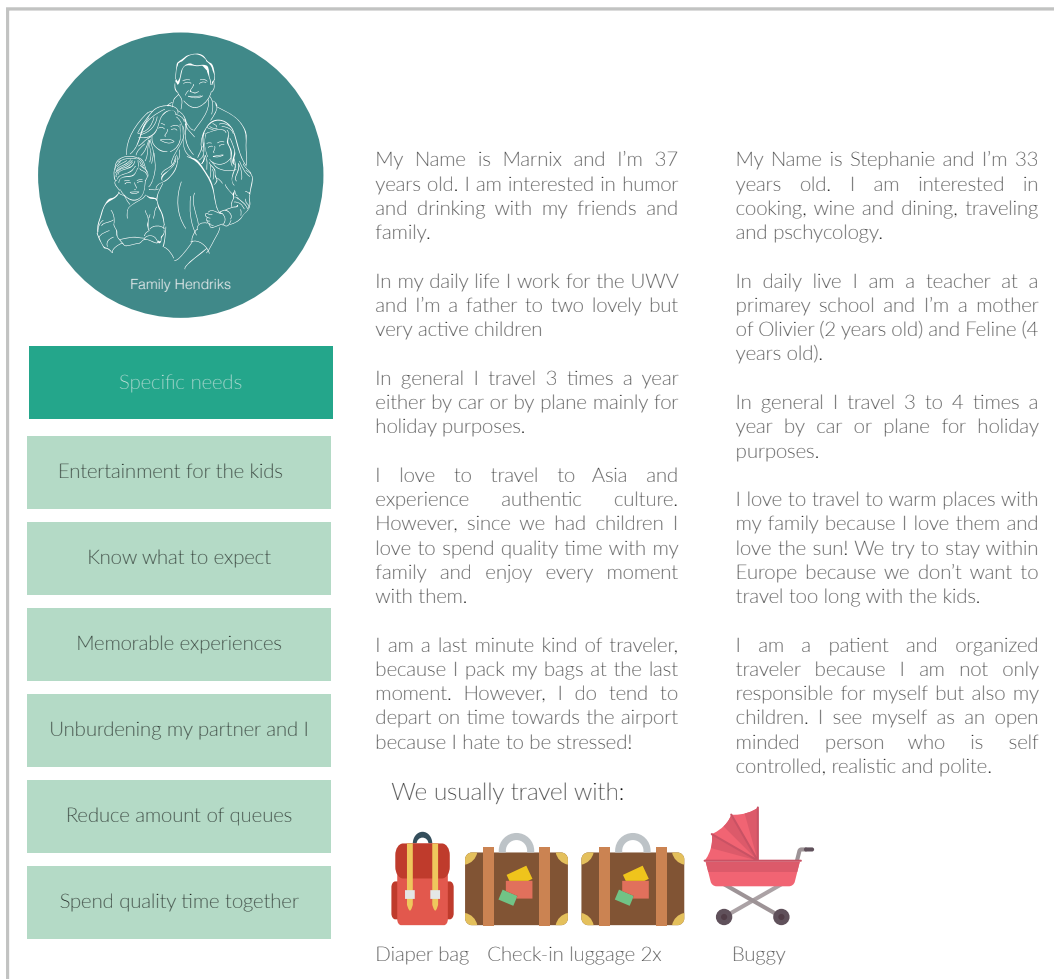 Family Hendriks
Specific needs
Entertainment for the kids
Know what to expect
Memorable experiences
Unburdening my partner and I
Reduce amount of queues
Spend quality time together
My Name is Marnix and I'm 37
years old. I am interested in humor
and drinking with my friends and
family.
In my daily life I work for the UWV
and I'm a father to two lovely but
very active children
In general I travel 3 times a year
either by car or by plane mainly for
holiday purposes.
I love to travel to Asia and
experience authentic culture.
However, since we had children I
love to spend quality time with my
family and enjoy every moment
with them.
I am a last minute kind of traveler,
because I pack my bags at the last
moment. However, I do tend to
depart on time towards the airport
because I hate to be stressed!
My Name is Stephanie and I'm 33
years old. I am interested in
cooking, wine and dining, traveling
and pschycology.
In daily live I am a teacher at a
primarey school and I'm a mother
of Olivier (2 years old) and Feline (4
years old).
In general I travel 3 to 4 times a
year by car or plane for holiday
purposes.
I love to travel to warm places with
my family because I love them and
love the sun! We try to stay within
Europe because we don't want to
travel too long with the kids.
I am a patient and organized
traveler because I am not only
responsible for myself but also my
children. I see myself as an open
minded person who is self
controlled, realistic and polite.
We usually travel with:
Diaper bag
Check-in luggage 2x
Buggy